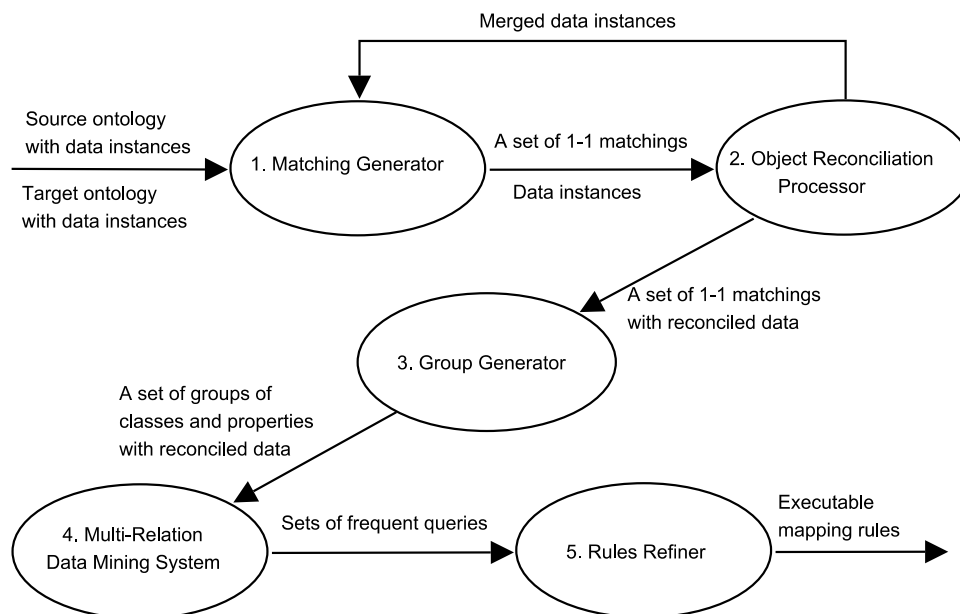 Merged data instances
Source ontology
with data instances
Target ontology
with data instances
1. Matching Generator
A set of 1-1 matchings
Data instances
2. Object Reconciliation
Processor
A set of 1-1 matchings
with reconciled data
3. Group Generator
A set of groups of
classes and properties
with reconciled data
4. Multi-Relation
Data Mining System
Sets of frequent queries
5. Rules Refiner
Executable
mapping rules